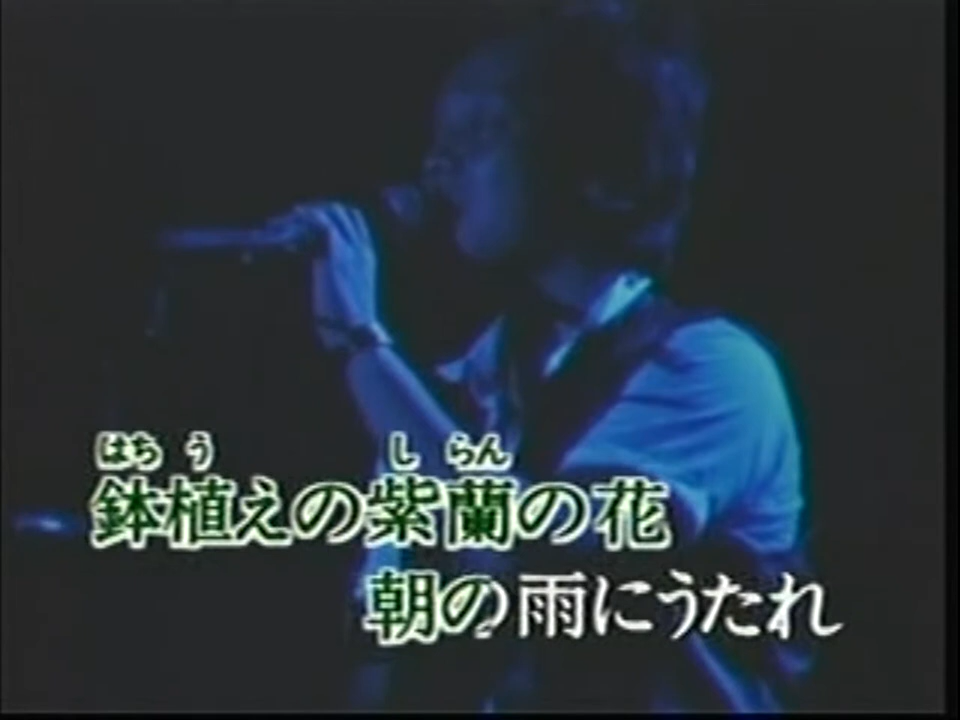 はち う し らん
鉢植えの紫蘭の花
朝の雨にうたれ